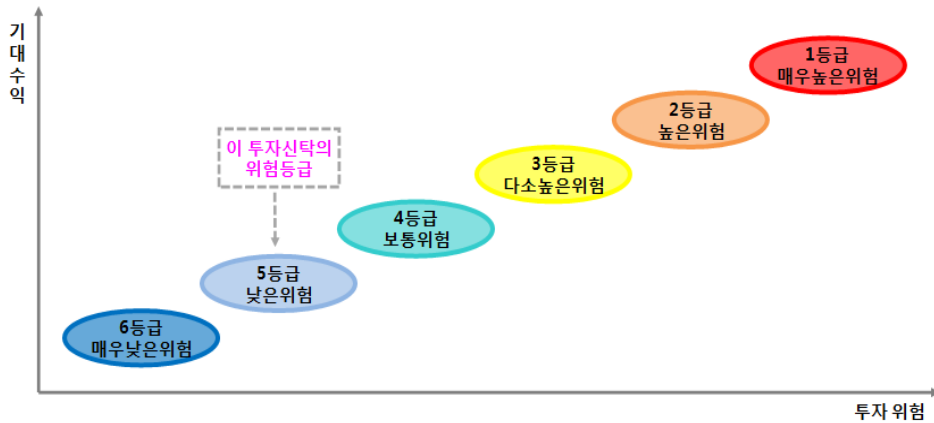 기대수익
1등급
매우높은위험
2등급
높은위험
이 투자신탁의
위험등급
3등급
다소높은위험
4등급
보통위험
5등급
낮은위험
6등급
매우낮은위험
투자 위험